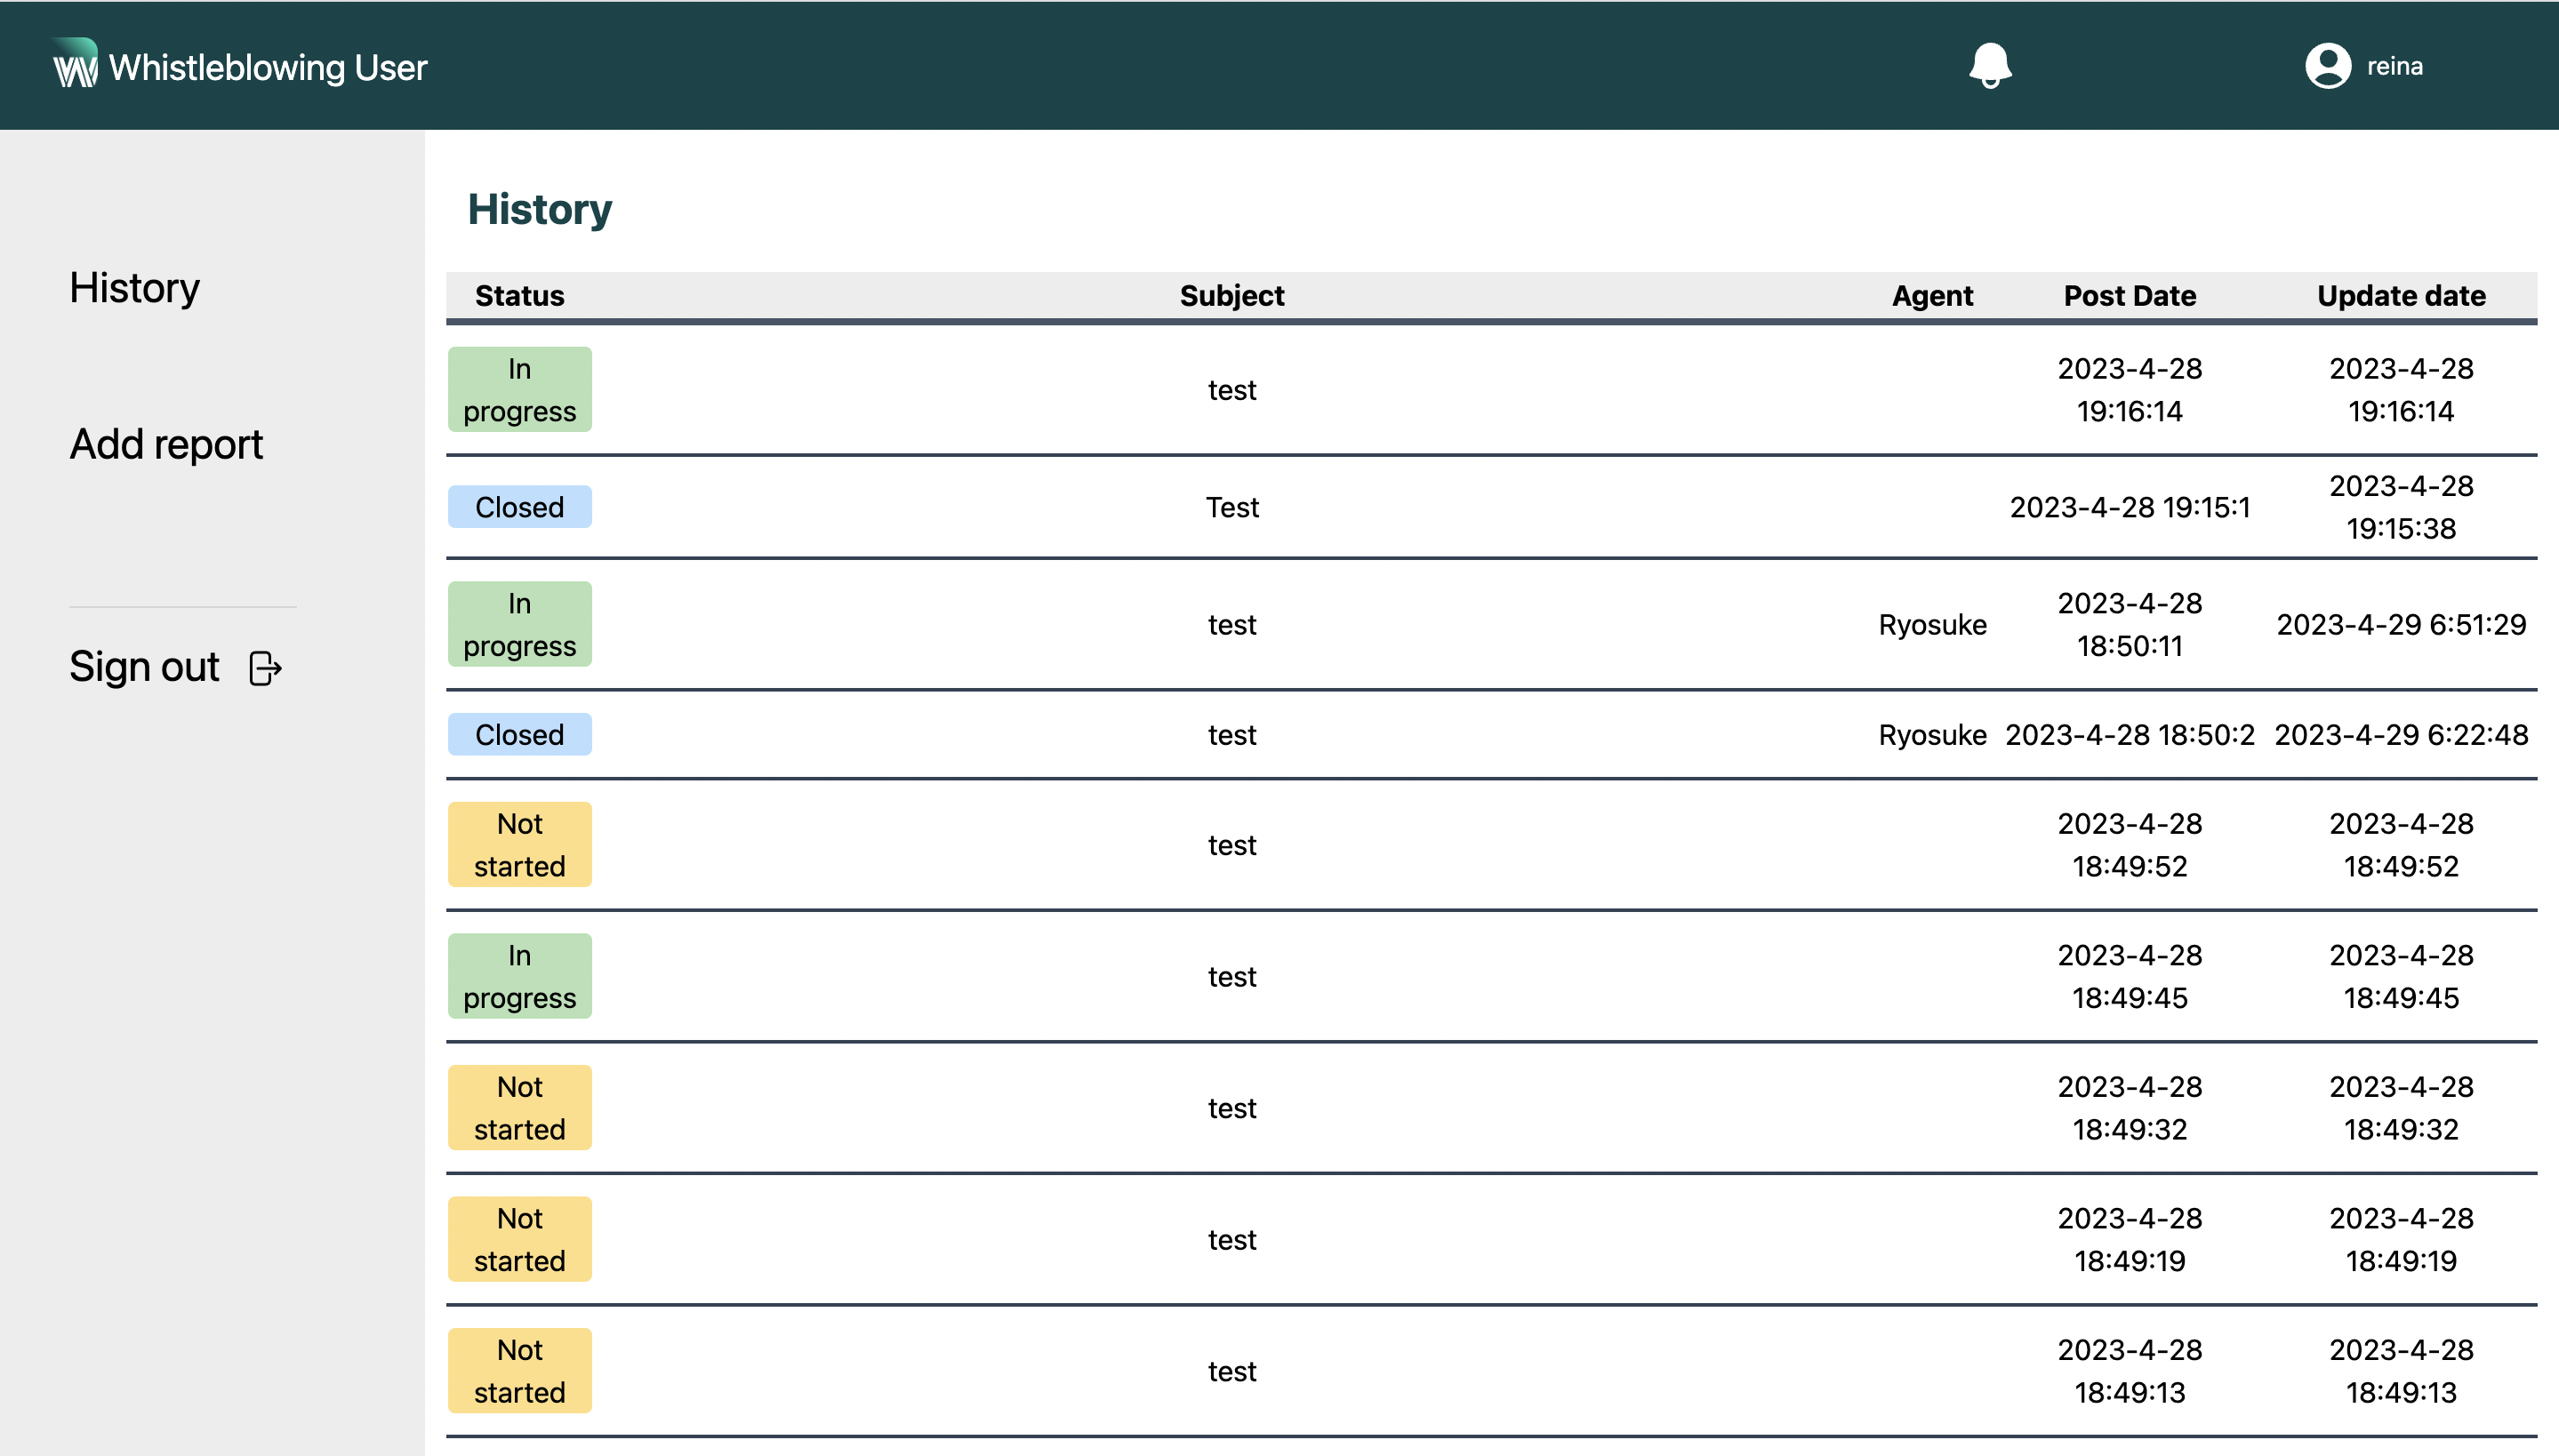 Whistleblowing User
reina
History
Add report
Sign out
History
Status Subject Agent Post Date Update date
In progress test 2023-4-28 19:16:14 2023-4-28 19:16:14
Closed Test 2023-4-28 19:15:1 2023-4-28 19:15:38
In progress test Ryosuke 2023-4-28 18:50:11 2023-4-29 6:51:29
Closed test Ryosuke 2023-4-28 18:50:2 2023-4-29 6:22:48
Not started test 2023-4-28 18:49:52 2023-4-28 18:49:52
In progress test 2023-4-28 18:49:45 2023-4-28 18:49:45
Not started test 2023-4-28 18:49:32 2023-4-28 18:49:32
Not started test 2023-4-28 18:49:19 2023-4-28 18:49:19
Not started test 2023-4-28 18:49:13 2023-4-28 18:49:13